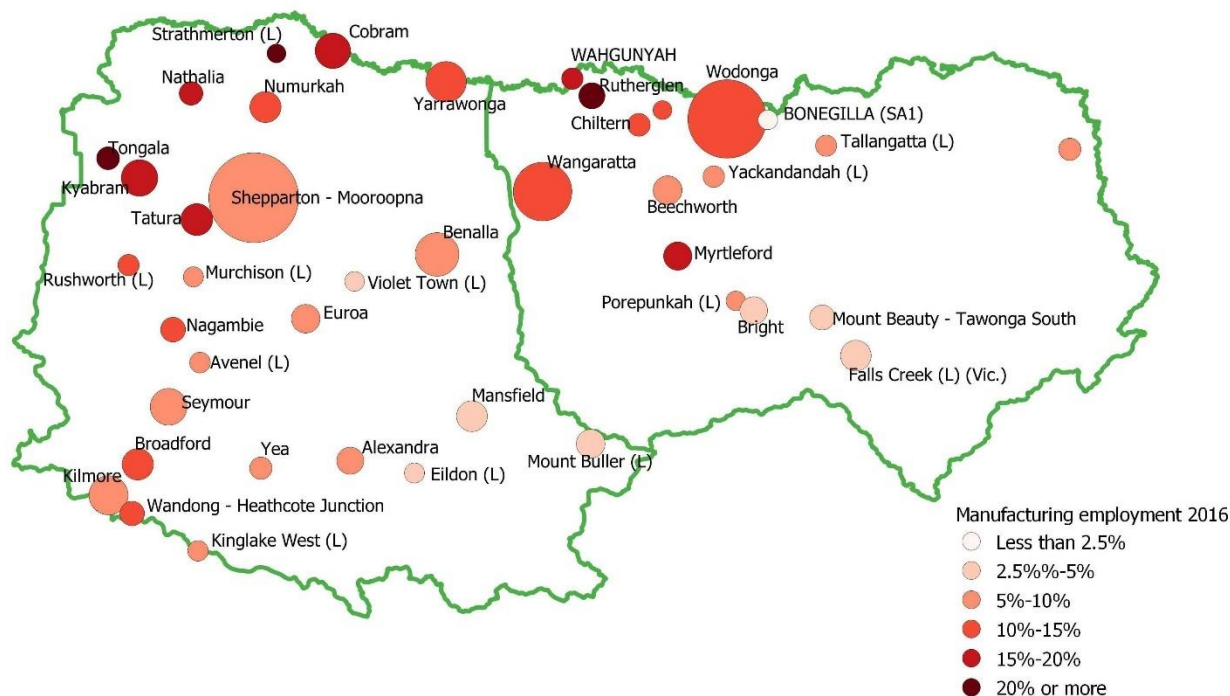 Strathmerton (L)
Cobram
WAHGUNYAH
Nathalia
Numurkah
Rutherglen
Wodonga
Yarrawonga
Chiltern
BONEGILLA (SA1)
Tongala
Tallangatta (L)
Wangaratta
Kyabram
Yackandandah (L)
Shepparton - Mooroopna
Beechworth
Tatura
Benalla
Myrtleford
Rushworth (L)
Murchison (L)
Violet Town (L)
Porepunkah (L)
Euroa
Mount Beauty - Tawonga South
Nagambie
Bright
Avenel (L)
Falls Creek (L) (Vic.)
Mansfield
Seymour
Broadford
Yea
Alexandra
Mount Buller (L)
Eildon (L)
Kilmore
Wandong - Heathcote Junction
Kinglake West (L)
Manufacturing employment 2016
Less than 2.5%
2.5%%-5%
5%-10%
10%-15%
15%-20%
20% or more